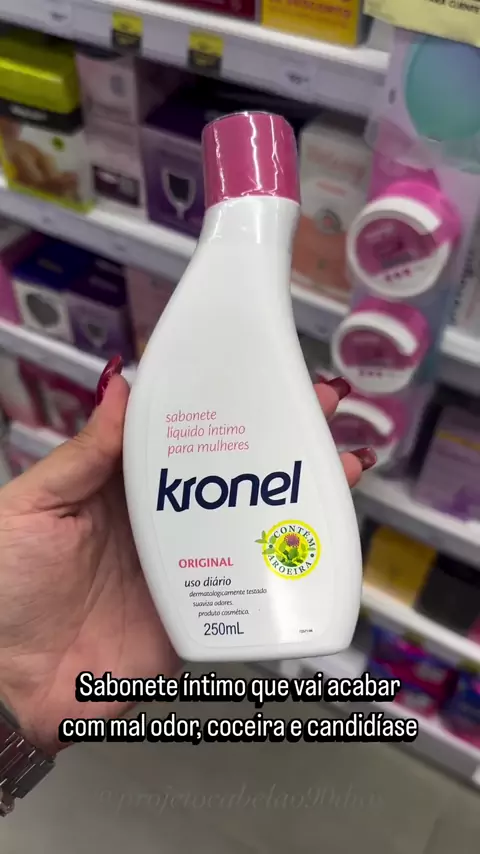 sabonete
líquido íntimo
para mulheres
kronel
CONTÉM
AROEIRA
ORIGINAL
uso diário
dermatologicamente testado
suaviza odores.
produto cosmético.
250mL
Sabonete íntimo que vai acabar
com mal odor, coceira e candidíase